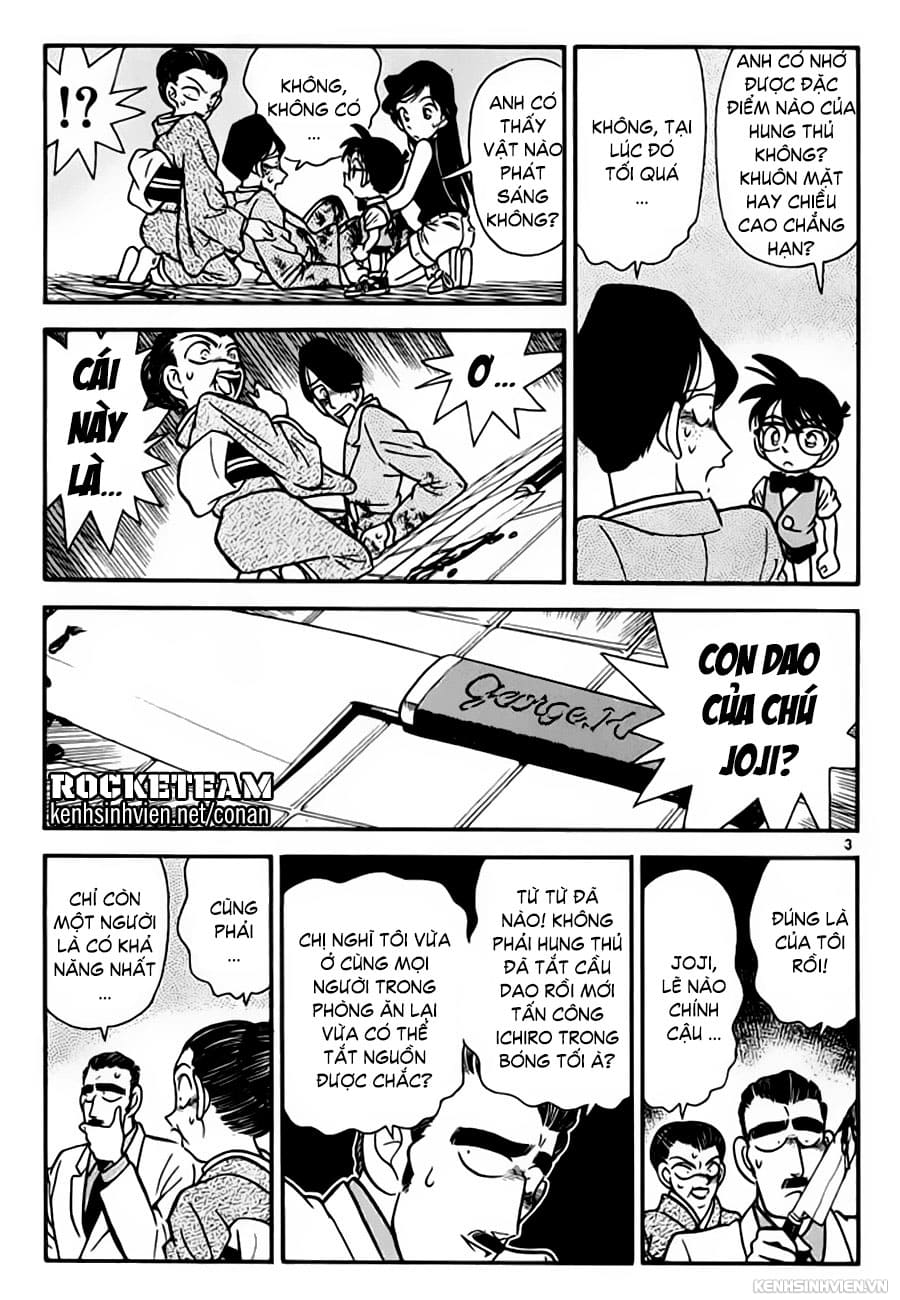 ANH CÓ NHỚ
ĐƯỢC ĐẶC
ĐIỂM NÀO CỦA
HUNG THỦ
KHÔNG?
KHUÔN MẶT
HAY CHIỀU
CAO CHẲNG
HẠN?
KHÔNG, TẠI
LÚC ĐÓ
TỐI QUÁ
...
ANH CÓ
THẤY
VẬT NÀO
PHÁT
SÁNG
KHÔNG?
KHÔNG,
KHÔNG CÓ
...
!?
Ơ...
CÁI
NÀY
LÀ...
CON DAO
CỦA CHÚ
JOJI?
George.H
ROCKETEAM
kenhsinhvien.net/conan
3
ĐÚNG LÀ
CỦA TÔI
RỒI!
JOJI,
LẼ NÀO
CHÍNH
CẬU ...
TỪ TỪ ĐÃ
NÀO! KHÔNG
PHẢI HUNG THỦ
ĐÃ TẮT CẦU
DAO RỒI MỚI
TẤN CÔNG
ICHIRO TRONG
BÓNG TỐI À?
CHỊ NGHĨ TÔI VỪA
Ở CÙNG MỌI
NGƯỜI TRONG
PHÒNG ĂN LẠI
VỪA CÓ THỂ
TẮT NGUỒN
ĐƯỢC CHẮC?
CŨNG
PHẢI
...
CHỈ CÒN
MỘT NGƯỜI
LÀ CÓ KHẢ
NĂNG NHẤT
...
KENHSINHVIEN.VN